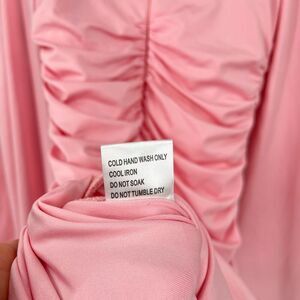 COLD HAND WASH ONLY
COOL IRON
DO NOT SOAK
DO NOT TUMBLE DRY